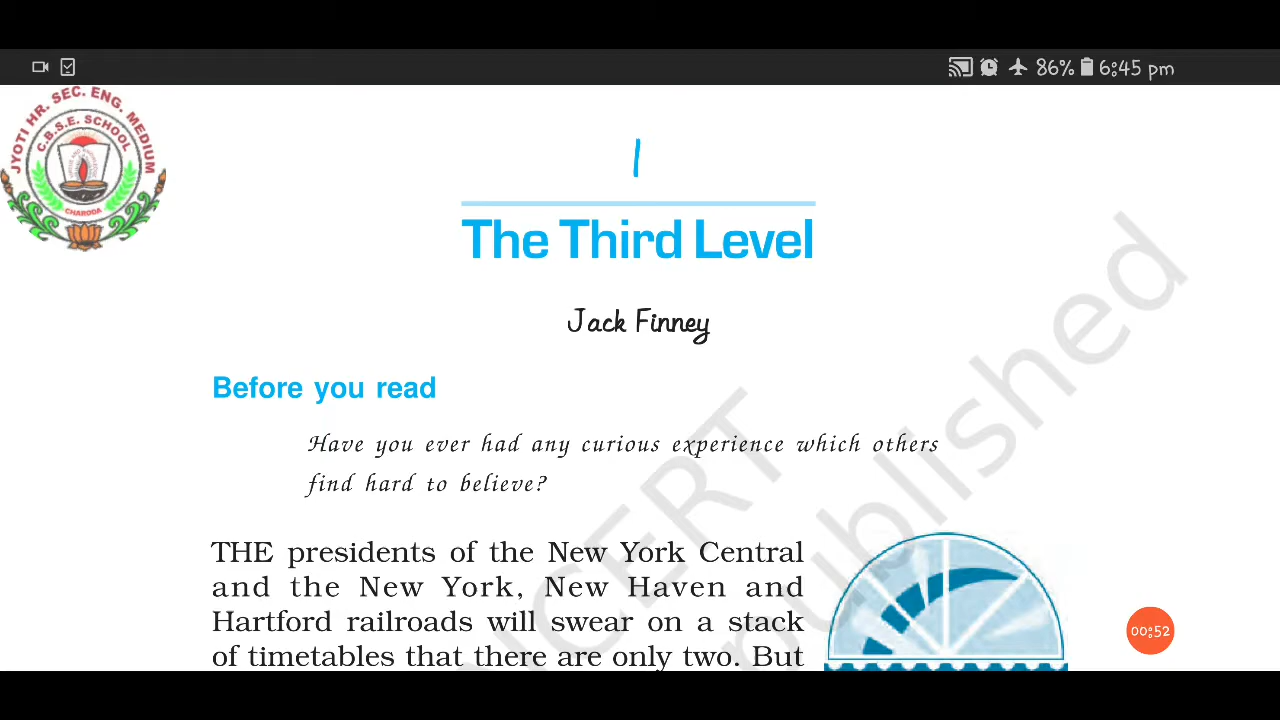 86% 6:45 pm
JYOTI HR. SEC. ENG. MEDIUM
C.B.S.E. SCHOOL
CHARODA
1
The Third Level
Jack Finney
Before you read
Have you ever had any curious experience which others
find hard to believe?
THE presidents of the New York Central
and the New York, New Haven and
Hartford railroads will swear on a stack
of timetables that there are only two. But
NCERT
published
00:52